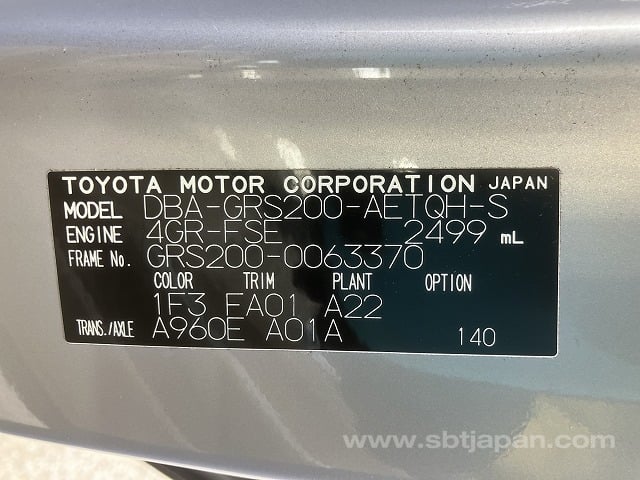 TOYOTA MOTOR CORPORATION JAPAN
MODEL DBA-GRS200-AETQH-S
ENGINE 4GR-FSE 2499 mL
FRAME No. GRS200-0063370
COLOR TRIM PLANT OPTION
1F3 FA01 A22
TRANS./AXLE A960E A01A 140
www.sbtjapan.com